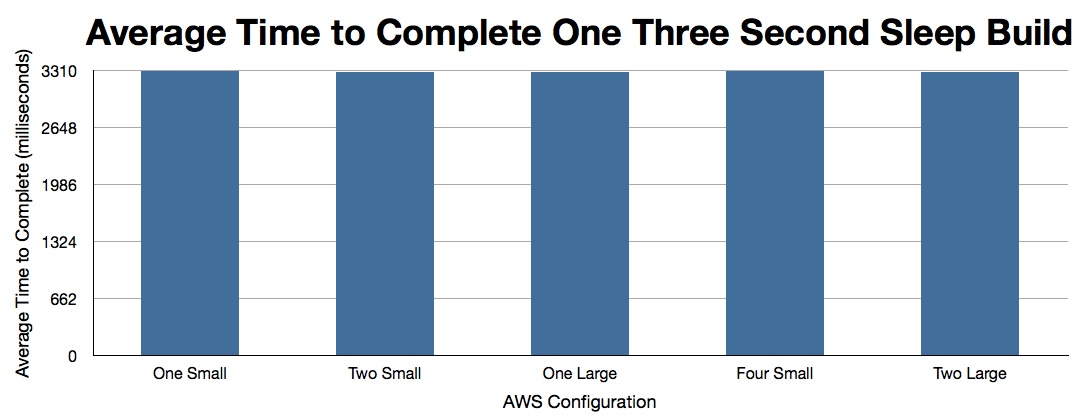 Average Time to Complete One Three Second Sleep Build
Average Time to Complete (milliseconds)
3310
2648
1986
1324
662
0
One Small
Two Small
One Large
Four Small
Two Large
AWS Configuration